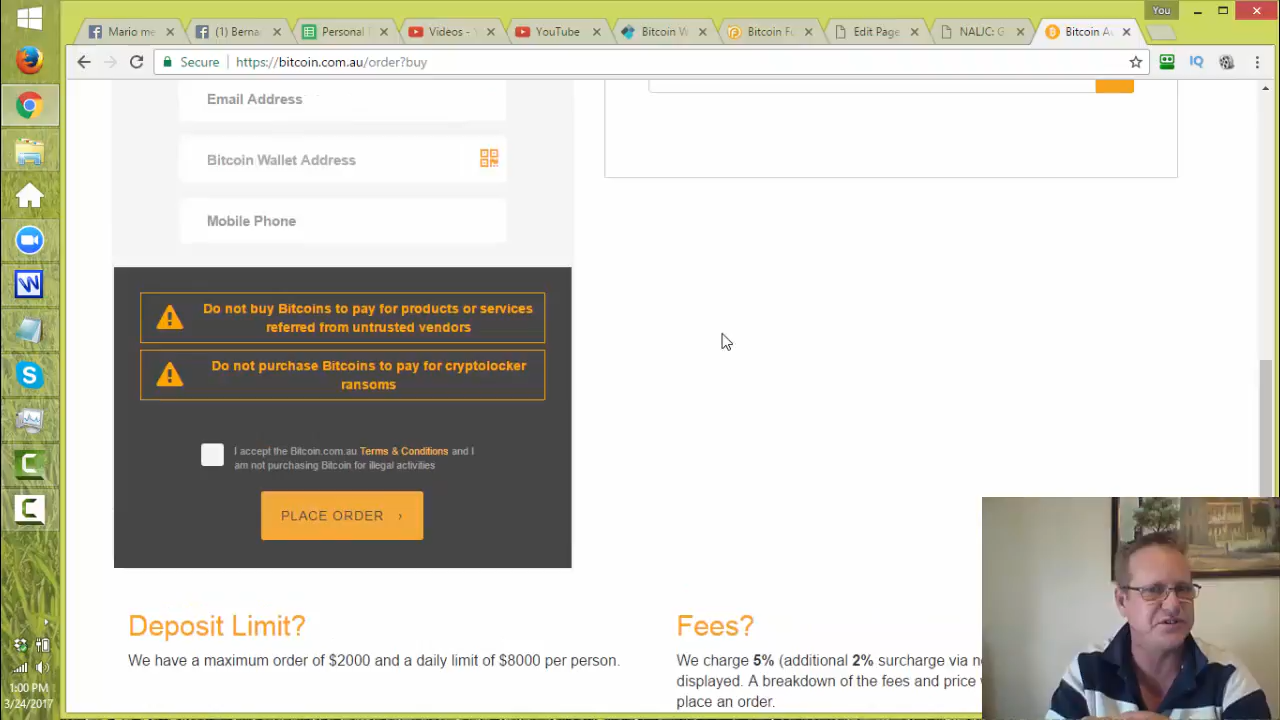 You
Mario me
(1) Berna
Personal
Videos - Y
YouTube
Bitcoin W
Bitcoin Fu
Edit Page
NALIC: G
Bitcoin A
Secure
https://bitcoin.com.au/order?buy
IQ
Email Address
Bitcoin Wallet Address
Mobile Phone
Do not buy Bitcoins to pay for products or services
referred from untrusted vendors
Do not purchase Bitcoins to pay for cryptolocker
ransoms
I accept the Bitcoin.com.au Terms & Conditions and I
am not purchasing Bitcoin for illegal activities
PLACE ORDER ›
Deposit Limit?
We have a maximum order of $2000 and a daily limit of $8000 per person.
Fees?
We charge 5% (additional 2% surcharge via
displayed. A breakdown of the fees and price
place an order.
1:00 PM
3/24/2017